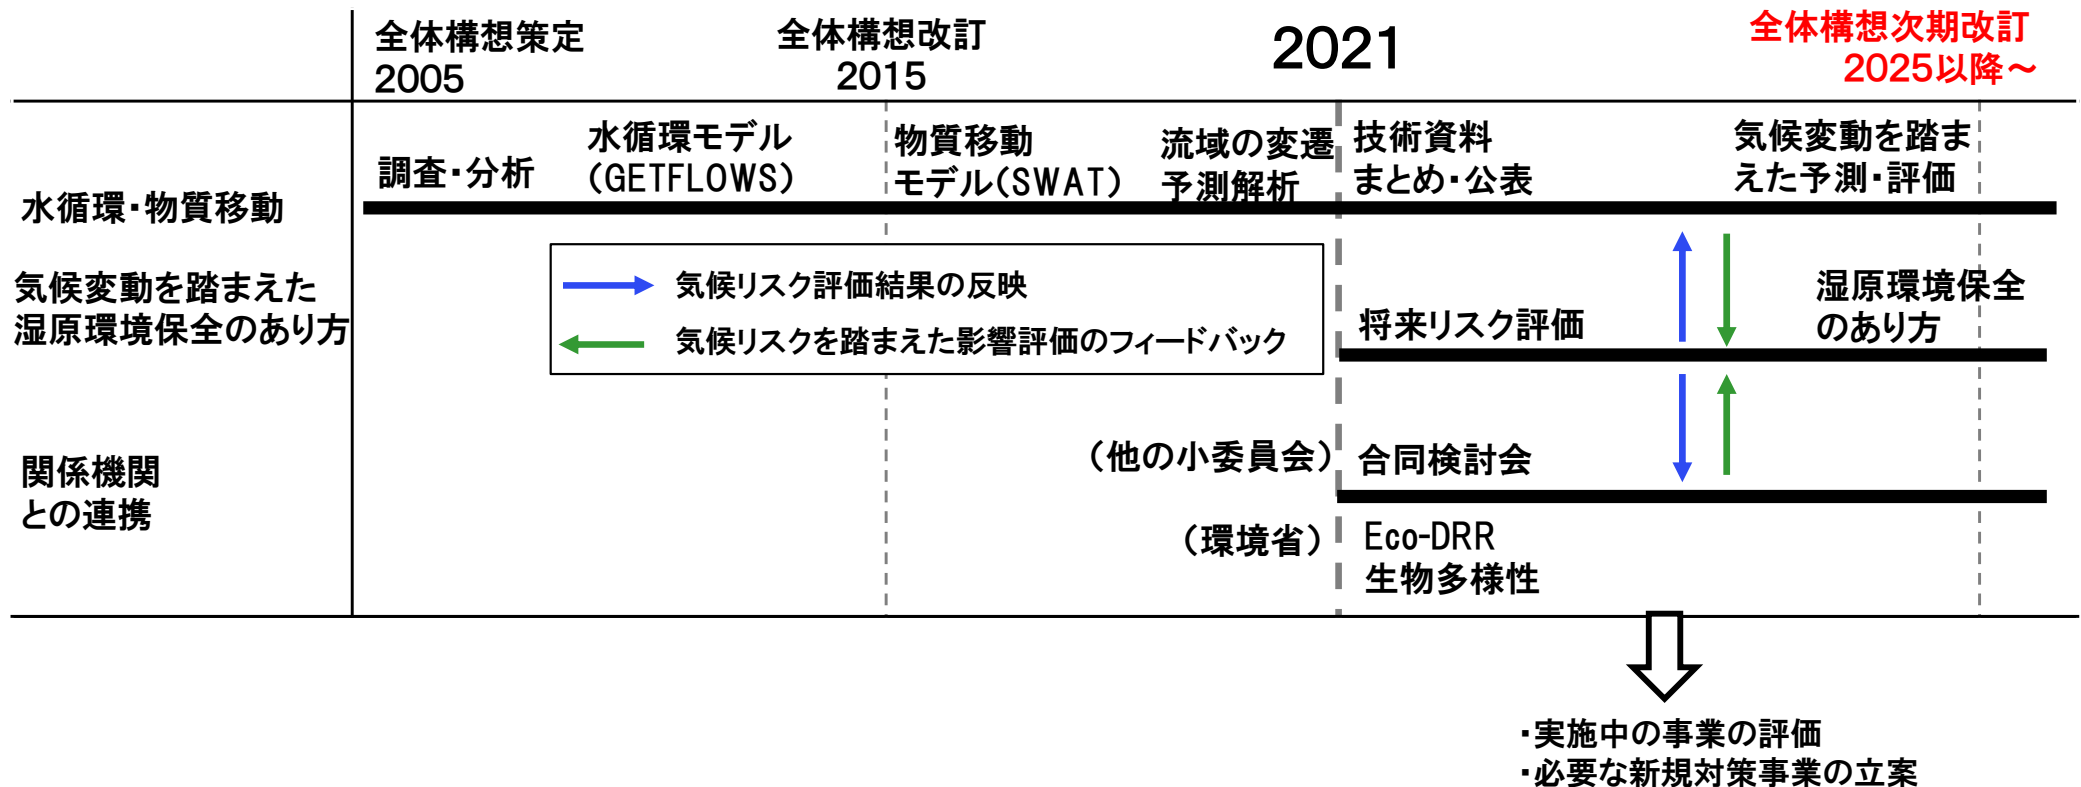 全体構想策定
2005
全体構想改訂
2015
2021
全体構想次期改訂
2025以降~
水循環・物質移動
調査・分析
水循環モデル
(GETFLOWS)
物質移動
モデル(SWAT)
流域の変遷
予測解析
技術資料
まとめ・公表
気候変動を踏ま
えた予測・評価
気候リスク評価結果の反映
気候リスクを踏まえた影響評価のフィードバック
気候変動を踏まえた
湿原環境保全のあり方
将来リスク評価
湿原環境保全
のあり方
関係機関
との連携
(他の小委員会)
合同検討会
(環境省)
Eco-DRR
生物多様性
・実施中の事業の評価
・必要な新規対策事業の立案